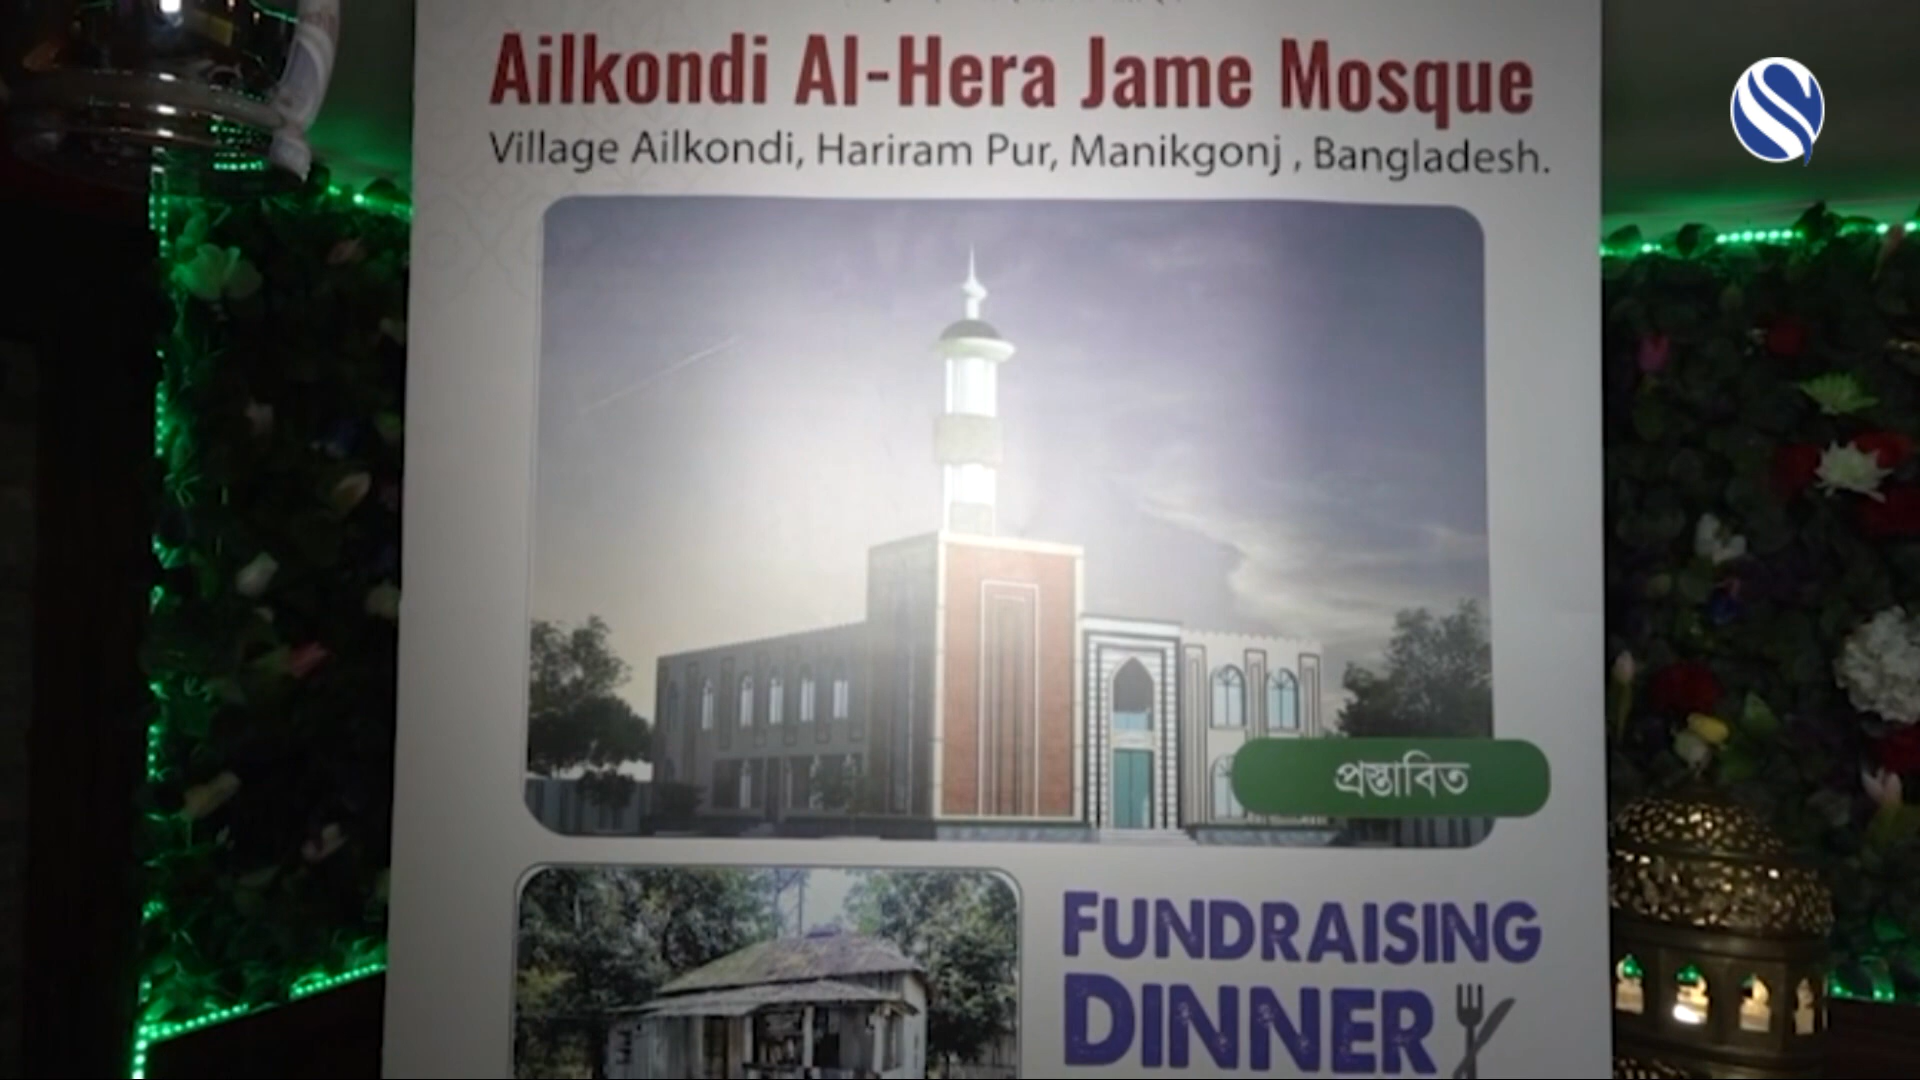 Ailkondi Al-Hera Jame Mosque
Village Ailkondi, Hariram Pur, Manikgonj , Bangladesh.
প্রস্তাবিত
FUNDRAISING
DINNER